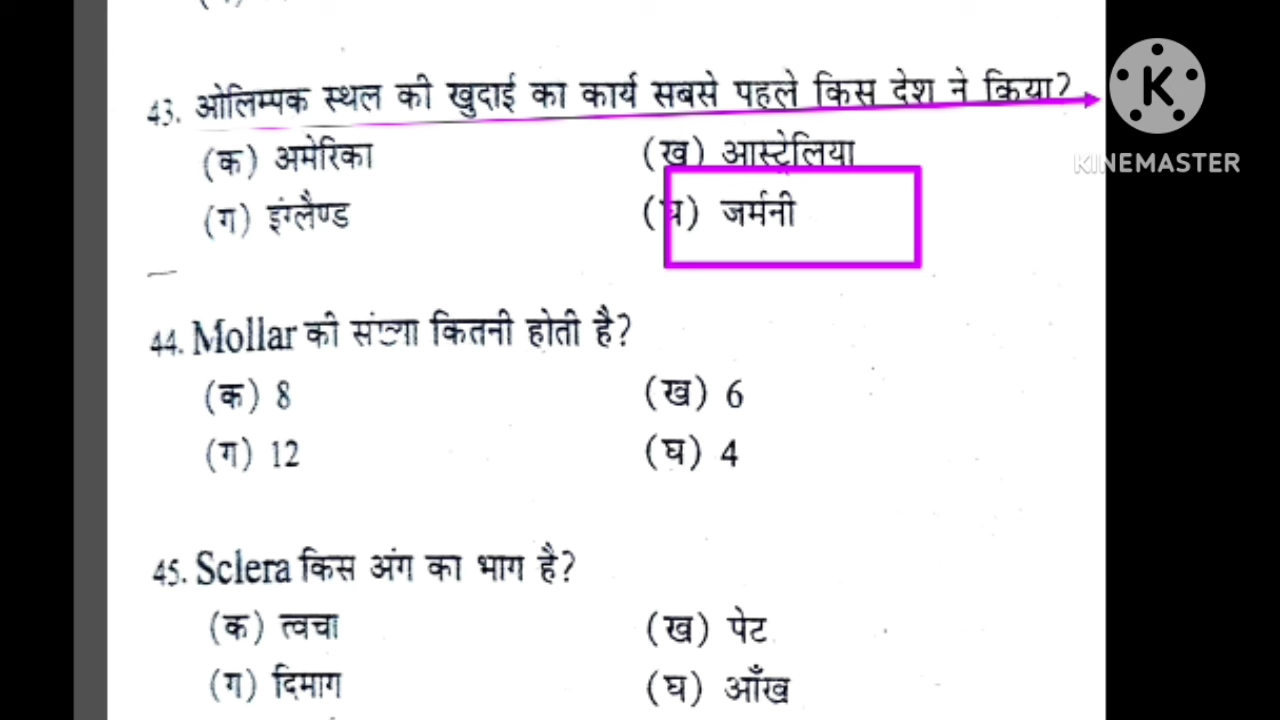 43. ओलिम्पक स्थल की खुदाई का कार्य सबसे पहले किस देश ने किया?
(क) अमेरिका (ख) आस्ट्रेलिया
(ग) इंग्लैण्ड (घ) जर्मनी
44. Mollar की संख्या कितनी होती है?
(क) 8 (ख) 6
(ग) 12 (घ) 4
45. Sclera किस अंग का भाग है?
(क) त्वचा (ख) पेट
(ग) दिमाग (घ) आँख
K
KINEMASTER